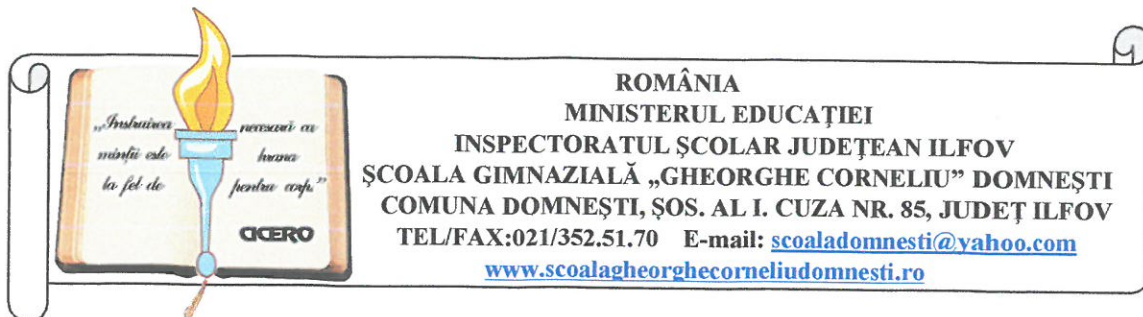 „Instruirea
minții este
la fel de
necesară ca
hrana
pentru corp.”
CICERO
ROMÂNIA
MINISTERUL EDUCAȚIEI
INSPECTORATUL ȘCOLAR JUDEȚEAN ILFOV
ȘCOALA GIMNAZIALĂ „GHEORGHE CORNELIU” DOMNEȘTI
COMUNA DOMNEȘTI, ȘOS. AL I. CUZA NR. 85, JUDEȚ ILFOV
TEL/FAX:021/352.51.70 E-mail: scoaladomnesti@yahoo.com
www.scoalagheorghecorneliudomnesti.ro